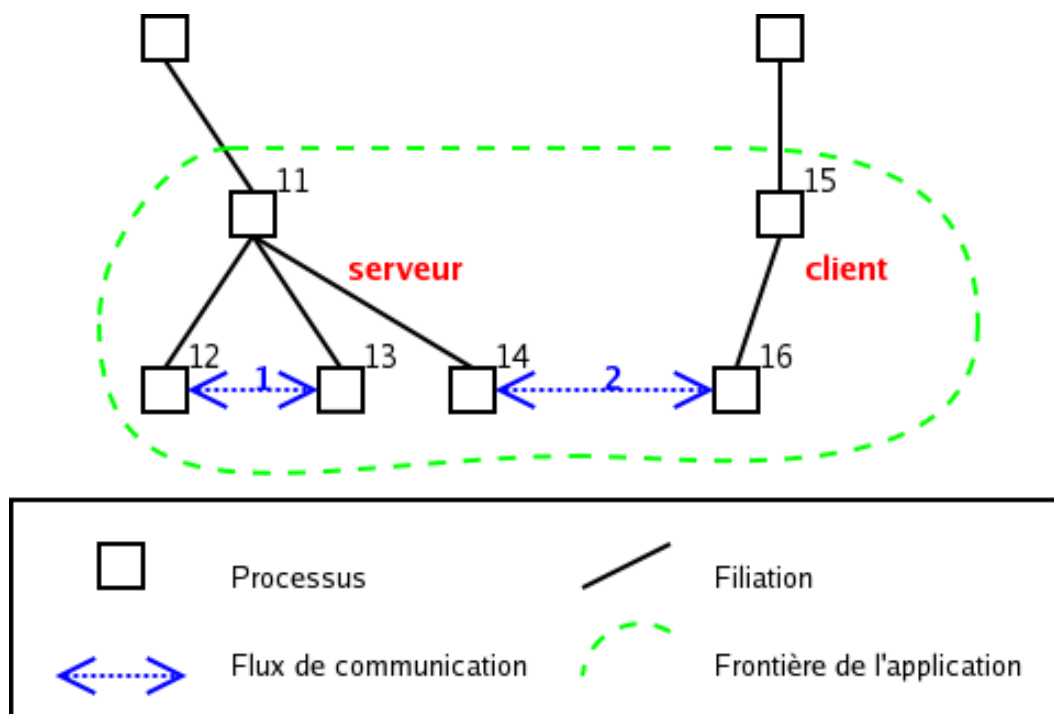 11
15
serveur
client
12
13
14
16
1
2
Processus
Filiation
Flux de communication
Frontière de l'application